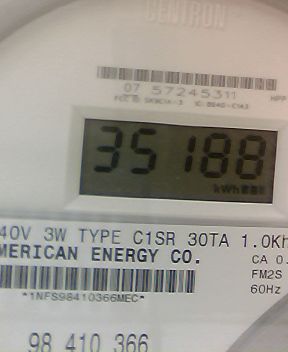 CENTRON
07 57245311
35188
kWh
40V 3W TYPE C1SR 30TA 1.0Kh
MERICAN ENERGY CO.
CA 0.
FM2S
*1NFS98410366MEC*
60Hz
98 410 366